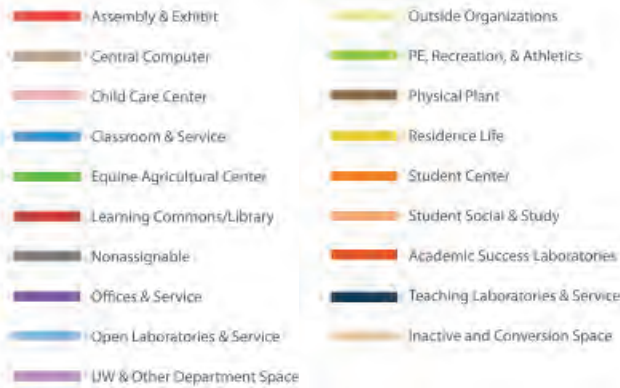 Assembly & Exhibit
Central Computer
Child Care Center
Classroom & Service
Equine Agricultural Center
Learning Commons/Library
Nonassignable
Offices & Service
Open Laboratories & Service
UW & Other Department Space
Outside Organizations
PE, Recreation, & Athletics
Physical Plant
Residence Life
Student Center
Student Social & Study
Academic Success Laboratories
Teaching Laboratories & Service
Inactive and Conversion Space